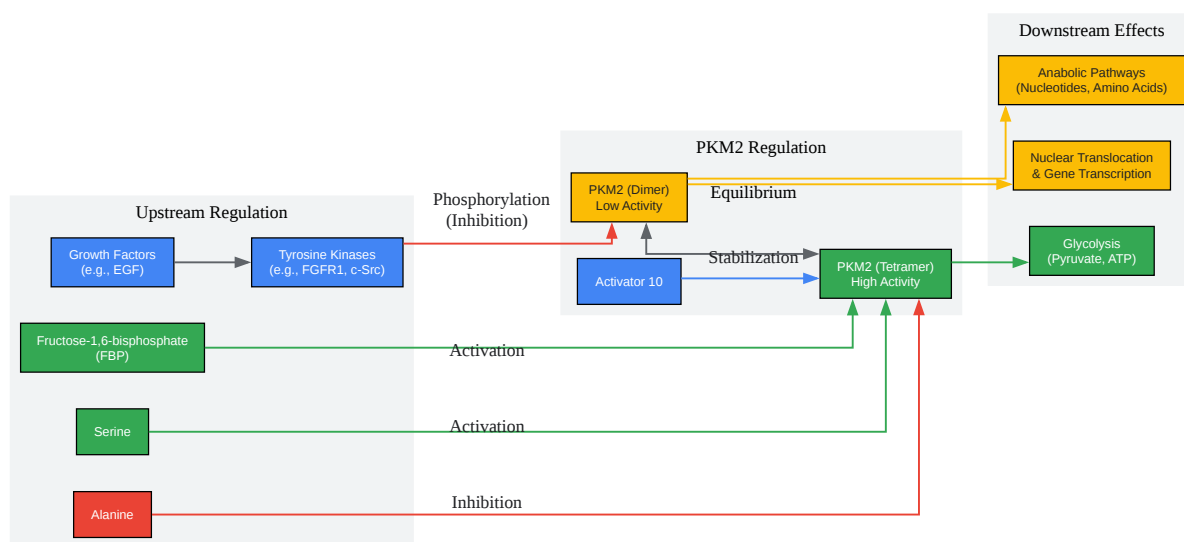 Downstream Effects
Anabolic Pathways
(Nucleotides, Amino Acids)
PKM2 Regulation
Nuclear Translocation
& Gene Transcription
PKM2 (Dimer)
Low Activity
Equilibrium
Phosphorylation
(Inhibition)
Upstream Regulation
Growth Factors
(e.g., EGF)
Tyrosine Kinases
(e.g., FGFR1, c-Src)
Stabilization
Activator 10
PKM2 (Tetramer)
High Activity
Glycolysis
(Pyruvate, ATP)
Fructose-1,6-bisphosphate
(FBP)
Activation
Serine
Activation
Alanine
Inhibition